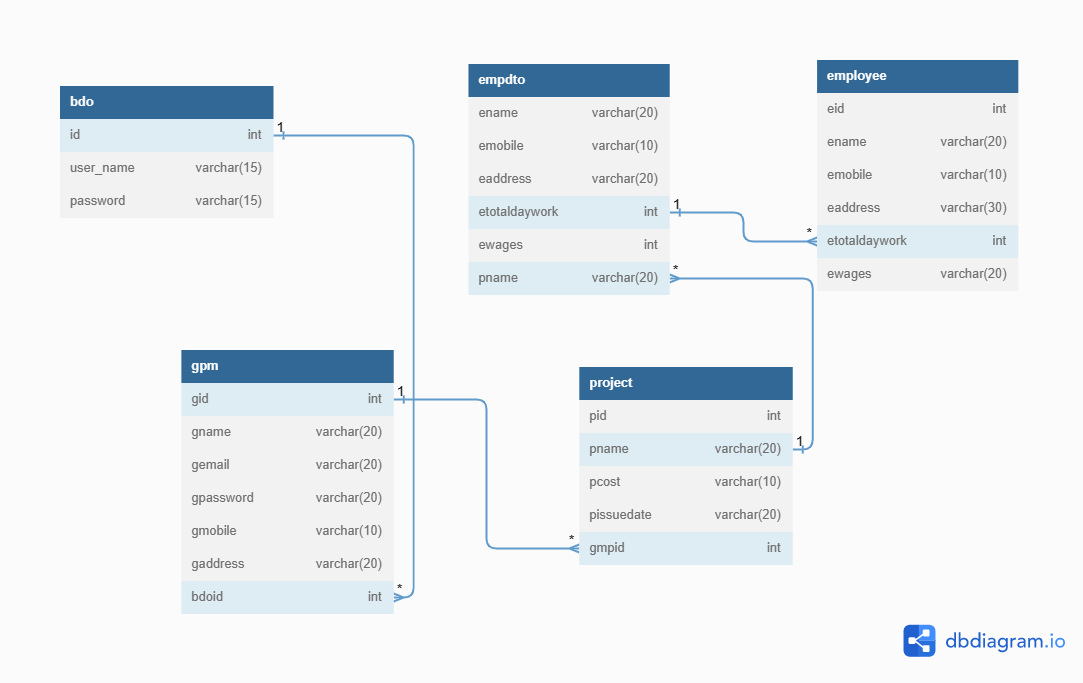 bdo
id int
user_name varchar(15)
password varchar(15)
1
empdto
ename varchar(20)
emobile varchar(10)
eaddress varchar(20)
etotaldaywork int
ewages int
pname varchar(20)
1
*
employee
eid int
ename varchar(20)
emobile varchar(10)
eaddress varchar(30)
etotaldaywork int
ewages varchar(20)
*
gpm
gid int
gname varchar(20)
gemail varchar(20)
gpassword varchar(20)
gmobile varchar(10)
gaddress varchar(20)
bdoid int
1
*
project
pid int
pname varchar(20)
pcost varchar(10)
pissuedate varchar(20)
gmpid int
1
*
dbdiagram.io